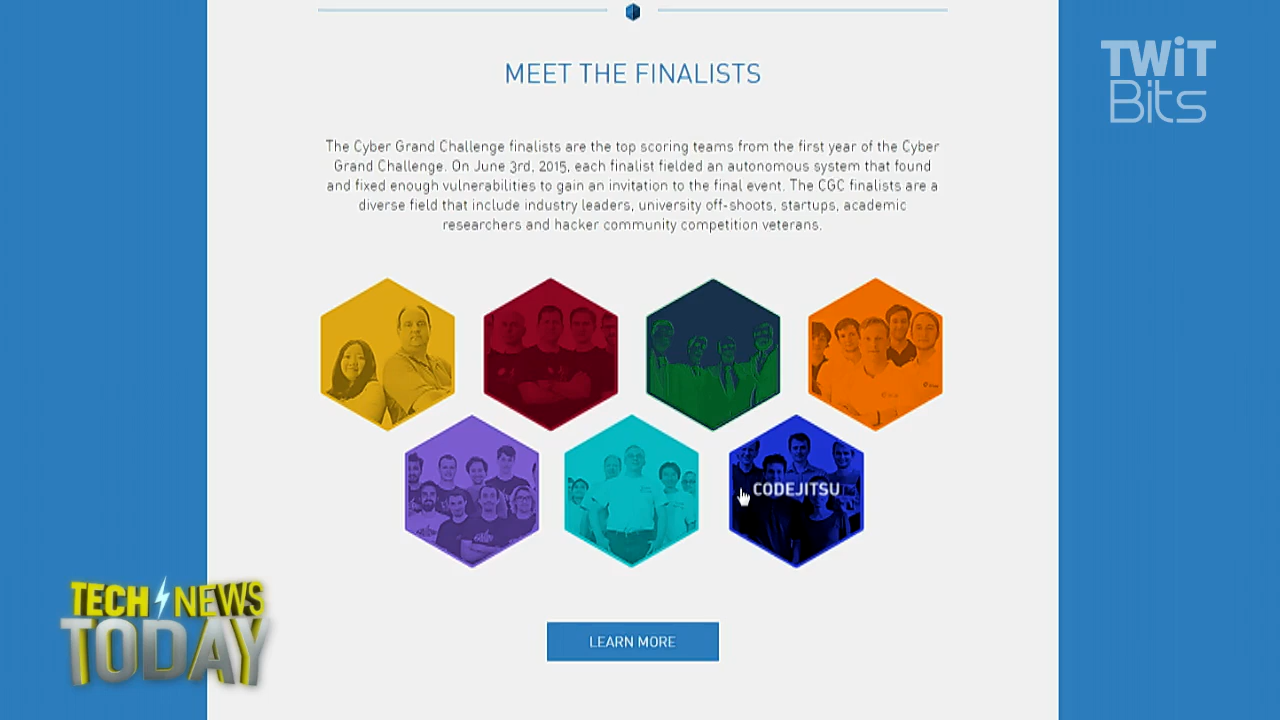 TWiT
Bits
MEET THE FINALISTS
The Cyber Grand Challenge finalists are the top scoring teams from the first year of the Cyber
Grand Challenge. On June 3rd, 2015, each finalist fielded an autonomous system that found
and fixed enough vulnerabilities to gain an invitation to the final event. The CGC finalists are a
diverse field that include industry leaders, university off-shoots, startups, academic
researchers and hacker community competition veterans.
CODEJITSU
TECH NEWS
TODAY
LEARN MORE